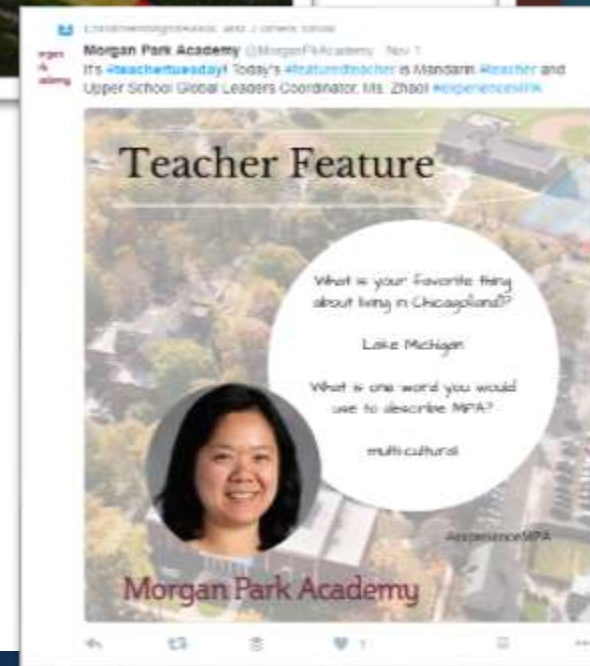 Morgan Park Academy @MorganPkAcademy · Nov 1
It's #teachertuesday! Today's #featuredteacher is Mandarin #teacher and
Upper School Global Leaders Coordinator, Ms. Zhao! #experienceMPA
Teacher Feature
What is your favorite thing
about living in Chicagoland?
Lake Michigan
What is one word you would
use to describe MPA?
multicultural
#experienceMPA
Morgan Park Academy
1